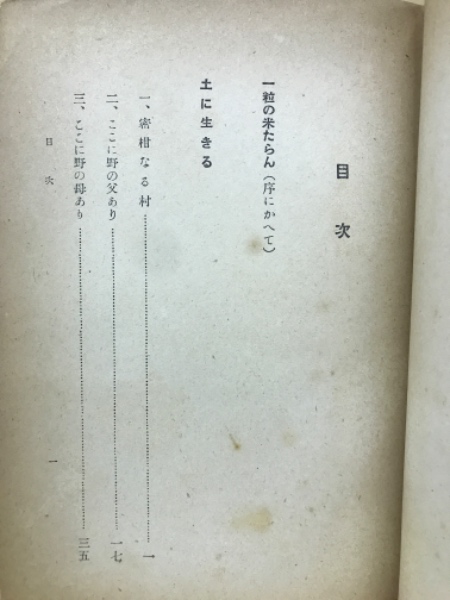 目次
一粒の米たらん（序にかへて）
土に生きる
一、密柑なる村……一
二、ここに野の父あり……一七
三、ここに野の母あり……三五
目次
一